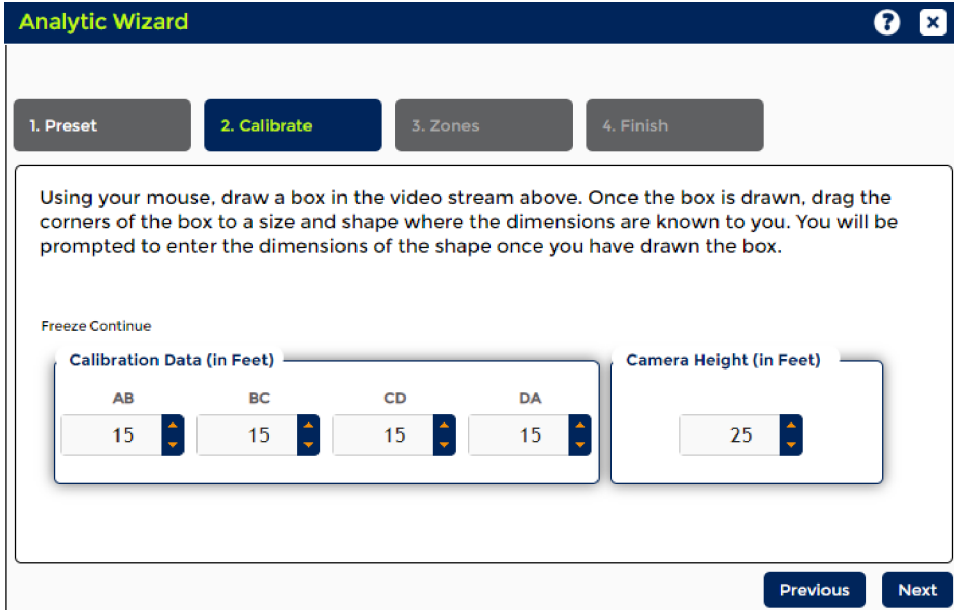 Analytic Wizard
1. Preset
2. Calibrate
3. Zones
4. Finish
Using your mouse, draw a box in the video stream above. Once the box is drawn, drag the
corners of the box to a size and shape where the dimensions are known to you. You will be
prompted to enter the dimensions of the shape once you have drawn the box.
Freeze Continue
Calibration Data (in Feet)
AB BC CD DA
15 15 15 15
Camera Height (in Feet)
25
Previous Next